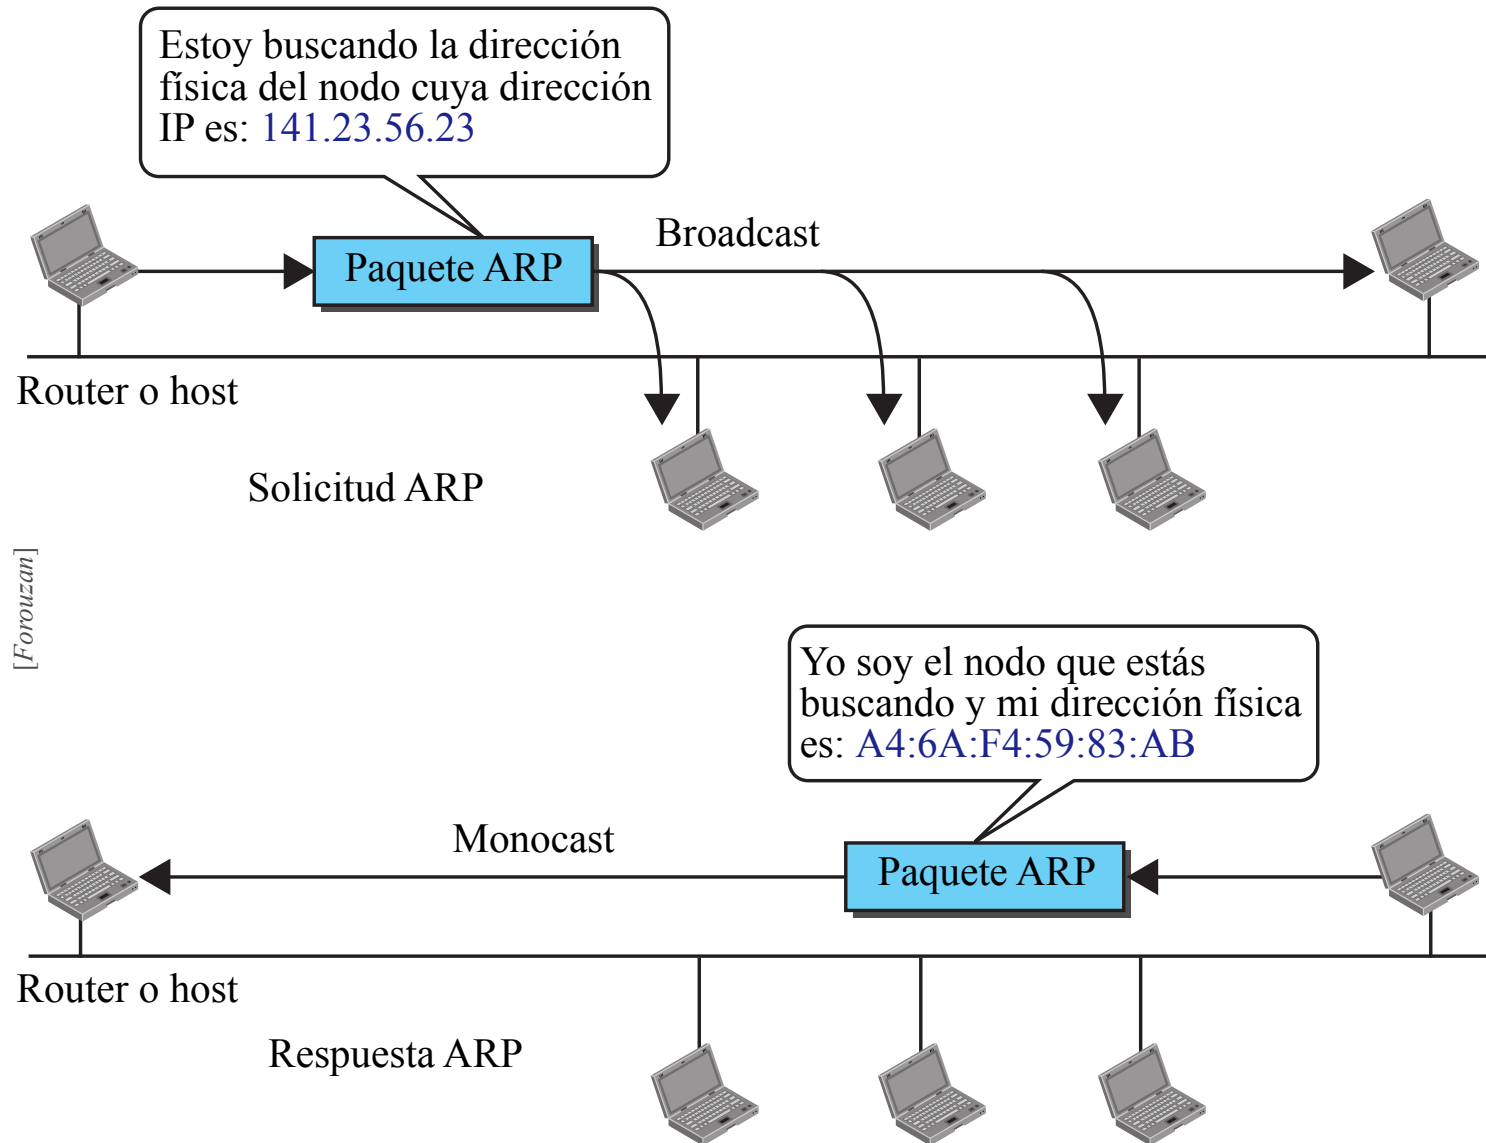 Estoy buscando la dirección
física del nodo cuya dirección
IP es: 141.23.56.23
Broadcast
Paquete ARP
Router o host
Solicitud ARP
[Forouzan]
Yo soy el nodo que estás
buscando y mi dirección física
es: A4:6A:F4:59:83:AB
Monocast
Paquete ARP
Router o host
Respuesta ARP